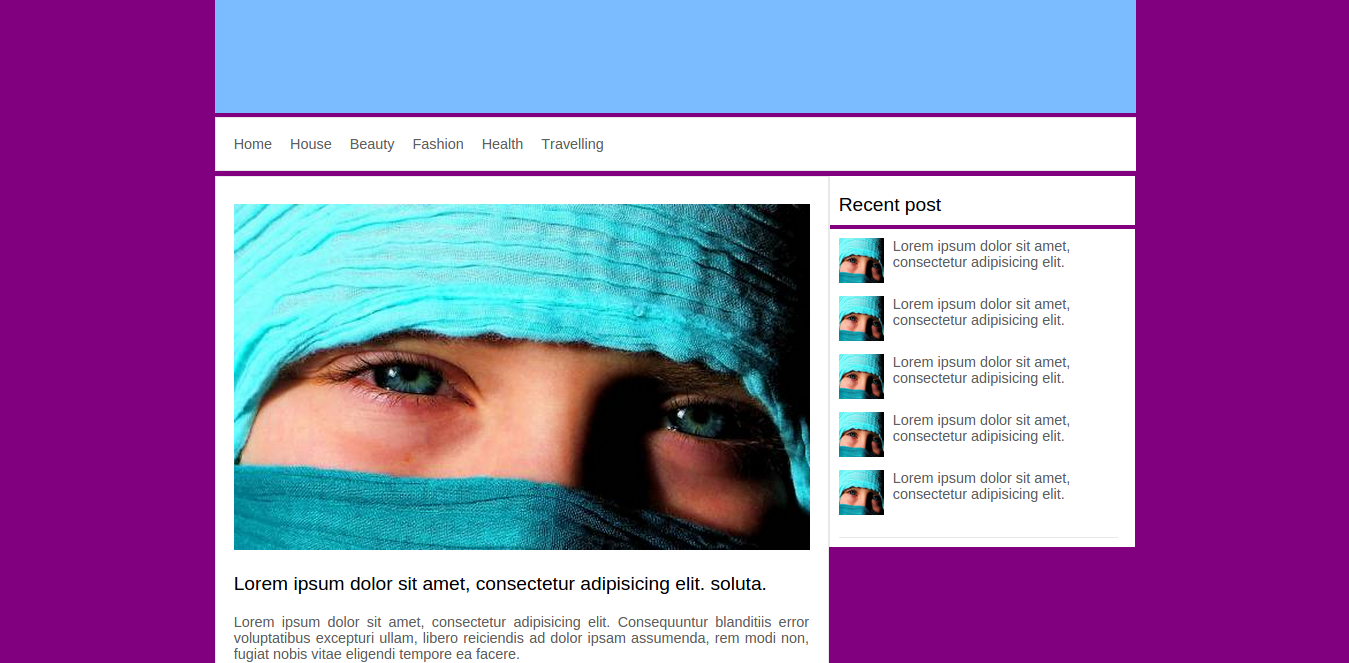 Home House Beauty Fashion Health Travelling
Recent post
Lorem ipsum dolor sit amet,
consectetur adipisicing elit.
Lorem ipsum dolor sit amet,
consectetur adipisicing elit.
Lorem ipsum dolor sit amet,
consectetur adipisicing elit.
Lorem ipsum dolor sit amet,
consectetur adipisicing elit.
Lorem ipsum dolor sit amet,
consectetur adipisicing elit.
Lorem ipsum dolor sit amet, consectetur adipisicing elit. soluta.
Lorem ipsum dolor sit amet, consectetur adipisicing elit. Consequuntur blanditiis error
voluptatibus excepturi ullam, libero reiciendis ad dolor ipsam assumenda, rem modi non,
fugiat nobis vitae eligendi tempore ea facere.